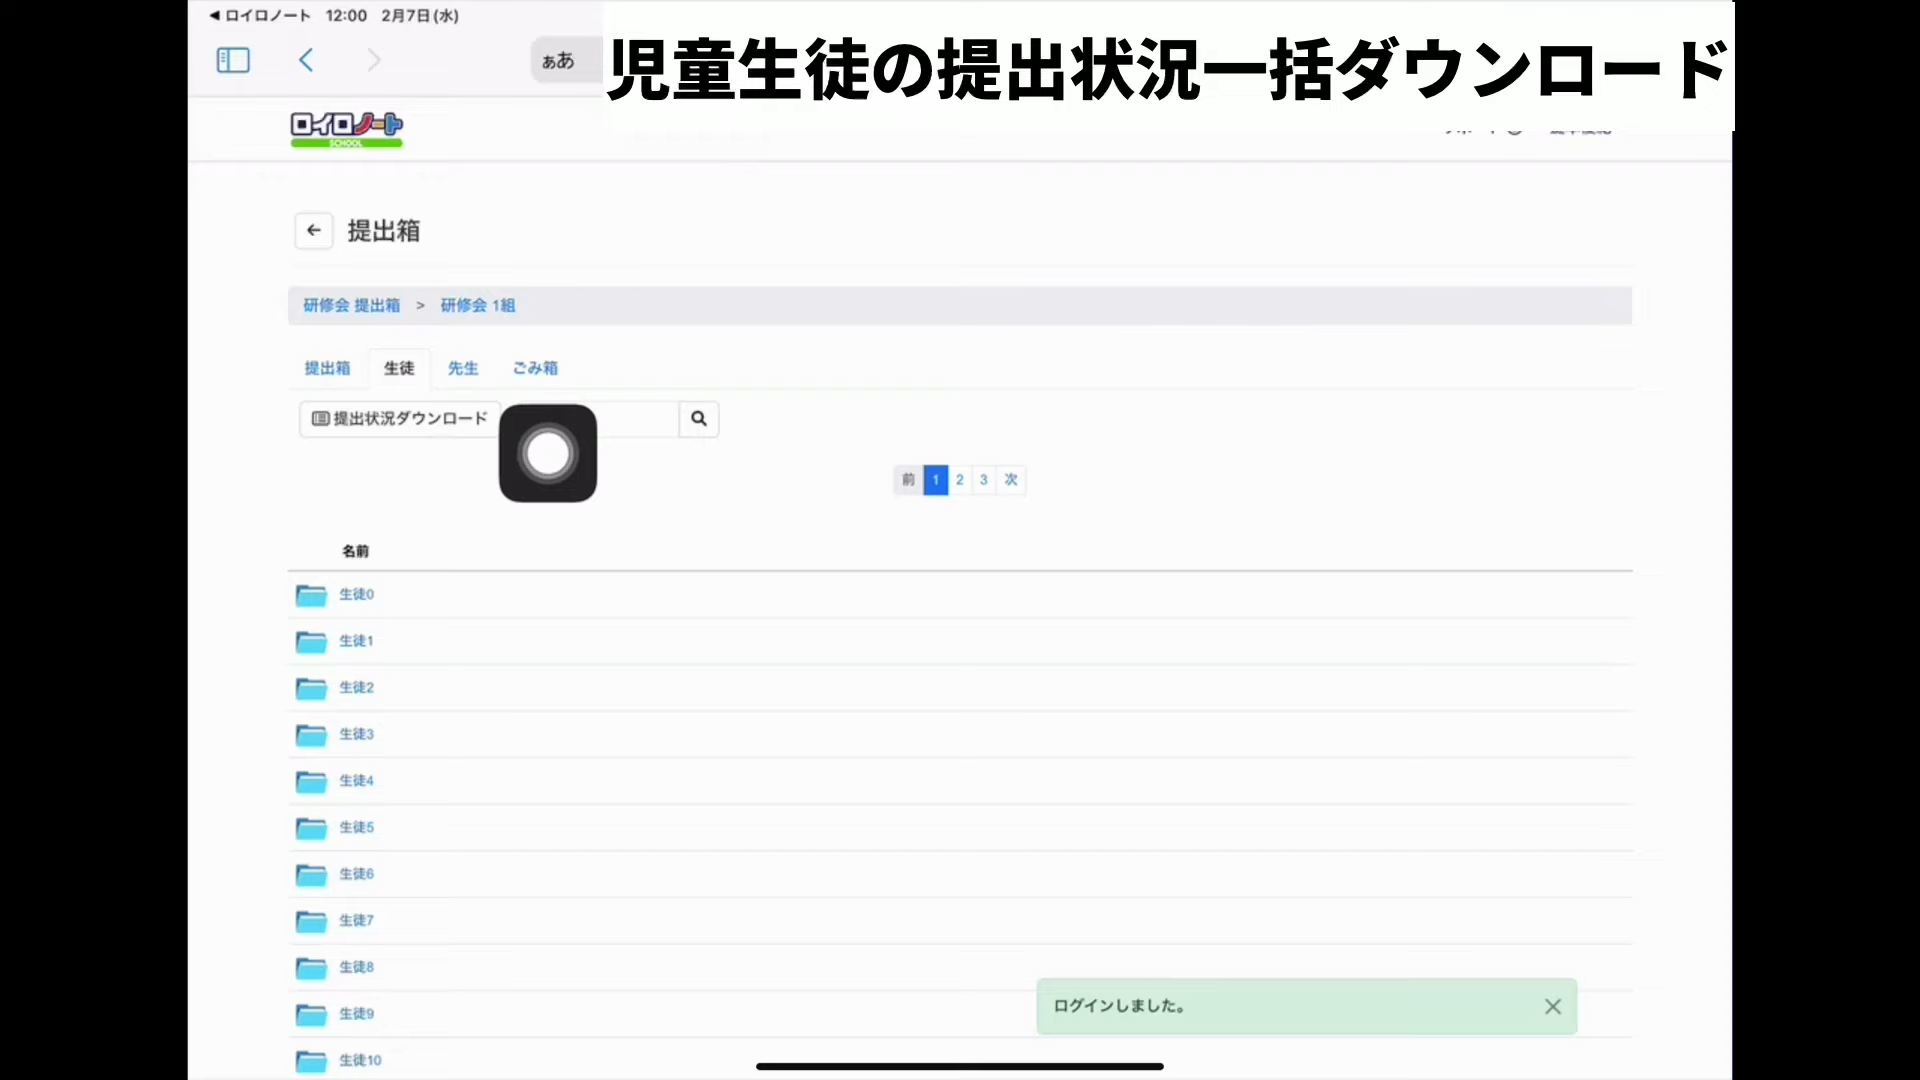 ◀ ロイロノート 12:00 2月7日(水)
ぁあ
児童生徒の提出状況一括ダウンロード
ロイロノート
SCHOOL
← 提出箱
研修会 提出箱 > 研修会 1組
提出箱 生徒 先生 ごみ箱
提出状況ダウンロード
前 1 2 3 次
名前
生徒0
生徒1
生徒2
生徒3
生徒4
生徒5
生徒6
生徒7
生徒8
生徒9
生徒10
ログインしました。